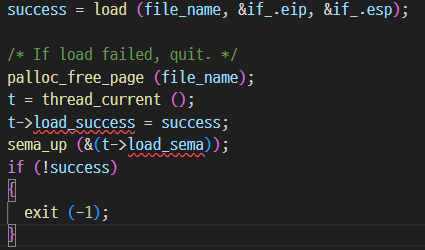 success = load (file_name, &if_.eip, &if_.esp);
/* If load failed, quit. */
palloc_free_page (file_name);
t = thread_current ();
t->load_success = success;
sema_up (&(t->load_sema));
if (!success)
{
exit (-1);
}